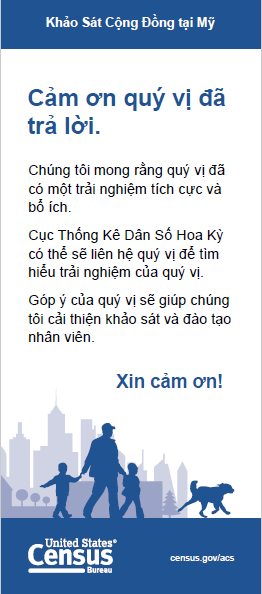 Khảo Sát Cộng Đồng tại Mỹ
Cảm ơn quý vị đã
trả lời.
Chúng tôi mong rằng quý vị đã
có một trải nghiệm tích cực và
bổ ích.
Cục Thống Kê Dân Số Hoa Kỳ
có thể sẽ liên hệ quý vị để tìm
hiểu trải nghiệm của quý vị.
Góp ý của quý vị sẽ giúp chúng
tôi cải thiện khảo sát và đào tạo
nhân viên.
Xin cảm ơn!
United States®
Census
Bureau
census.gov/acs